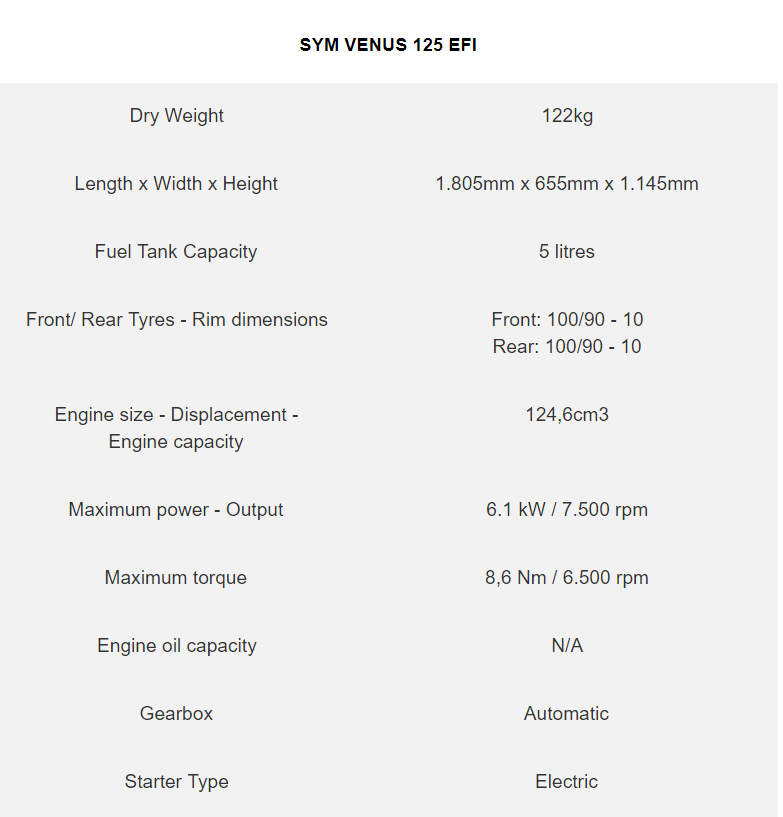 SYM VENUS 125 EFI
Dry Weight 122kg
Length x Width x Height 1.805mm x 655mm x 1.145mm
Fuel Tank Capacity 5 litres
Front/ Rear Tyres - Rim dimensions Front: 100/90 - 10
Rear: 100/90 - 10
Engine size - Displacement - 124,6cm3
Engine capacity
Maximum power - Output 6.1 kW / 7.500 rpm
Maximum torque 8,6 Nm / 6.500 rpm
Engine oil capacity N/A
Gearbox Automatic
Starter Type Electric